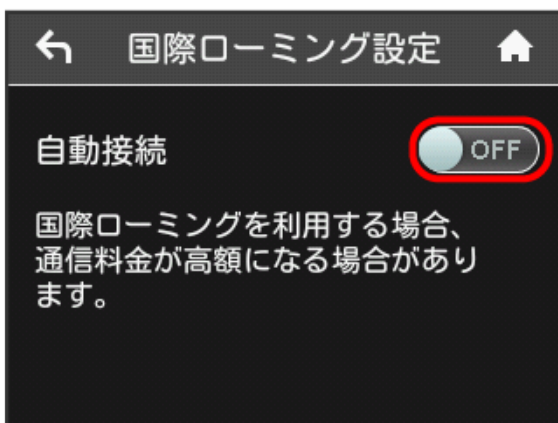 国際ローミング設定
自動接続
OFF
国際ローミングを利用する場合、
通信料金が高額になる場合があり
ます。